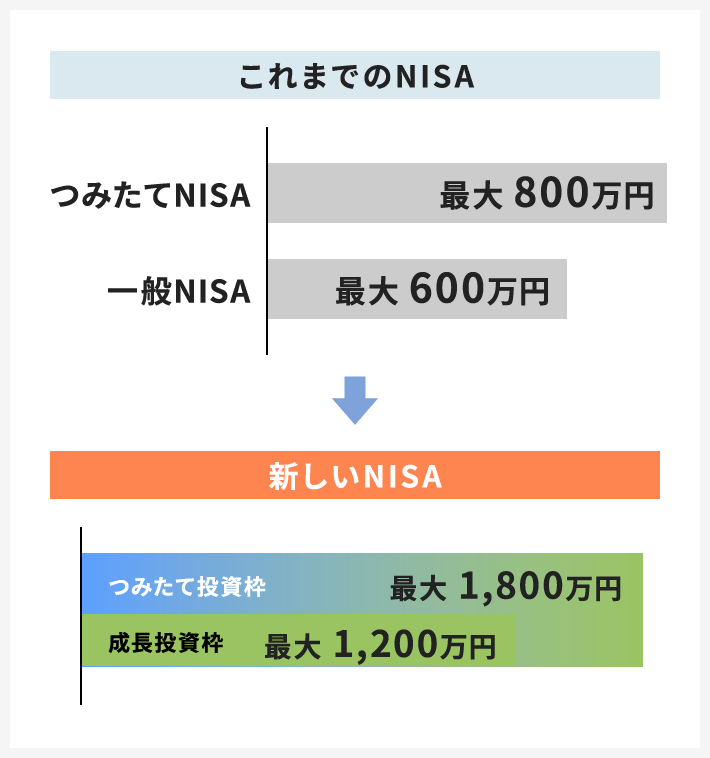 これまでのNISA
つみたてNISA 最大 800万円
一般NISA 最大 600万円
新しいNISA
つみたて投資枠 最大 1,800万円
成長投資枠 最大 1,200万円